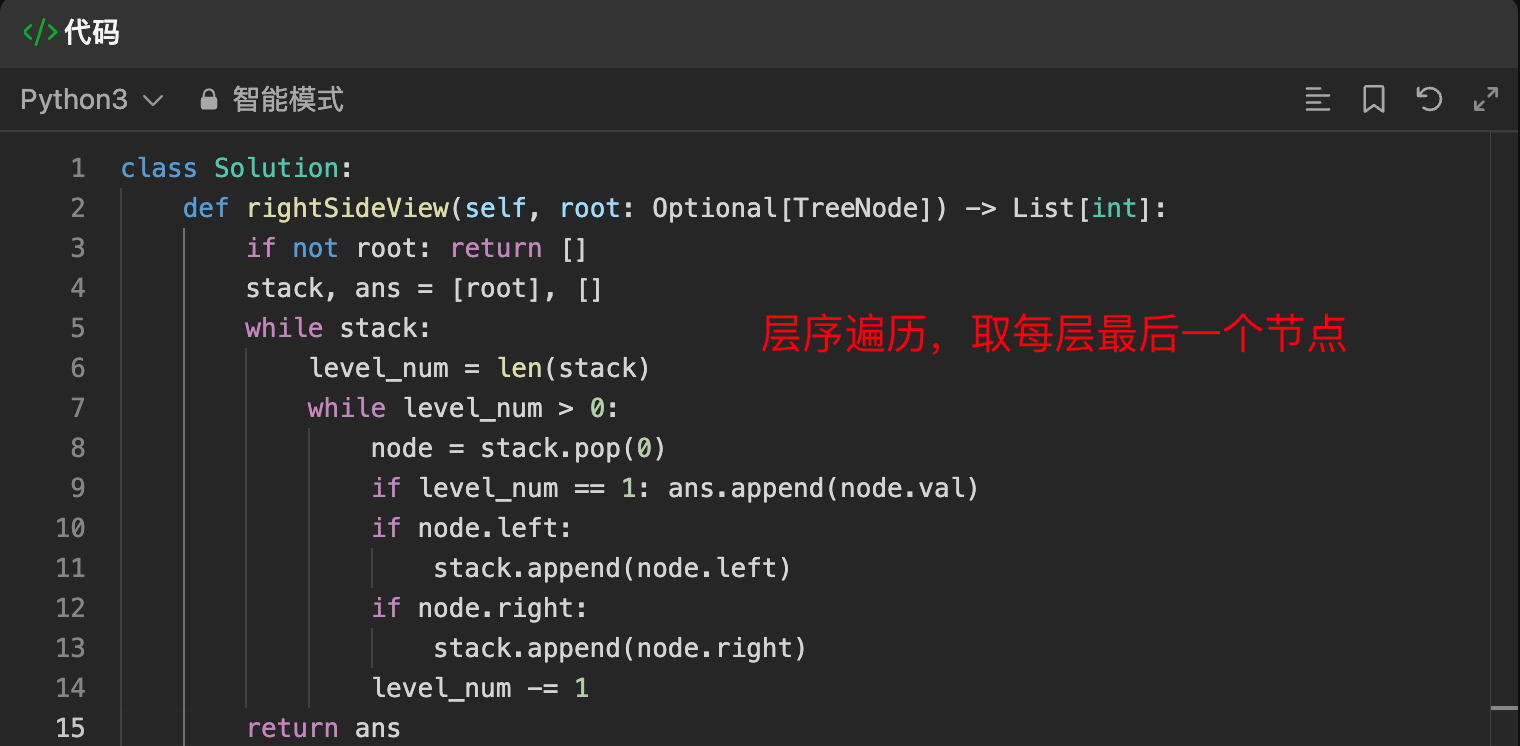 </> 代码
Python3 智能模式
1 class Solution:
2     def rightSideView(self, root: Optional[TreeNode]) -> List[int]:
3         if not root: return []
4         stack, ans = [root], []
5         while stack:
层序遍历，取每层最后一个节点
6             level_num = len(stack)
7             while level_num > 0:
8                 node = stack.pop(0)
9                 if level_num == 1: ans.append(node.val)
10                 if node.left:
11                     stack.append(node.left)
12                 if node.right:
13                     stack.append(node.right)
14                 level_num -= 1
15         return ans